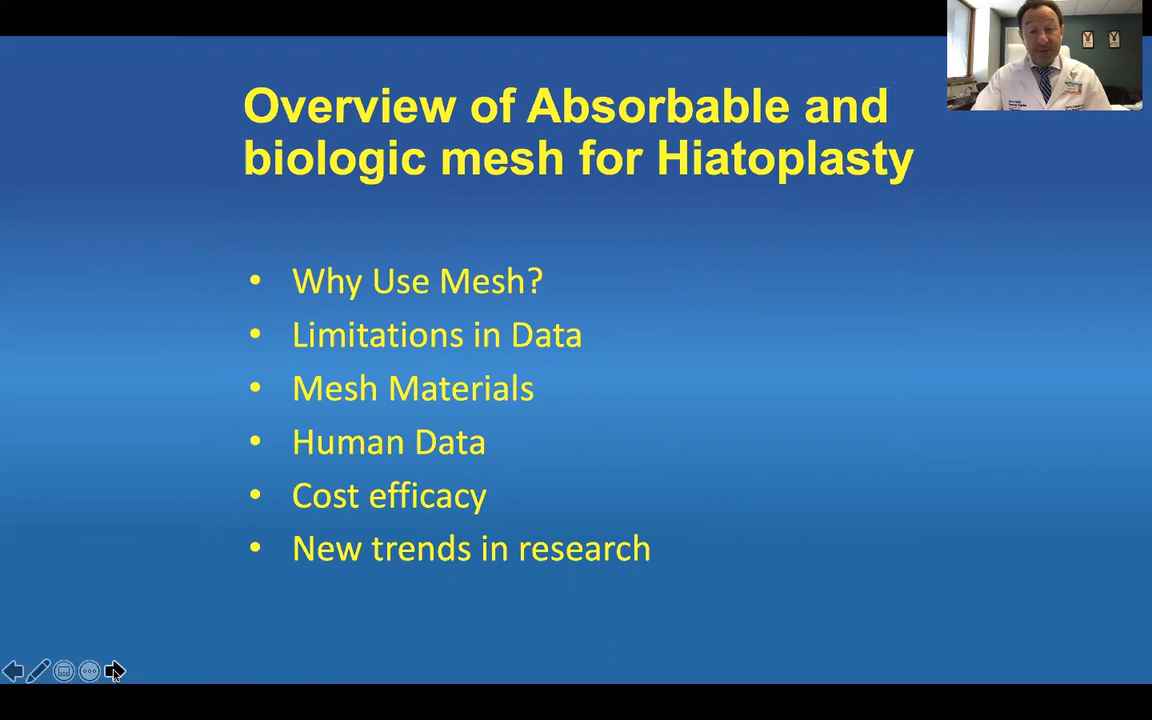 Overview of Absorbable and
biologic mesh for Hiatoplasty
• Why Use Mesh?
• Limitations in Data
• Mesh Materials
• Human Data
• Cost efficacy
• New trends in research